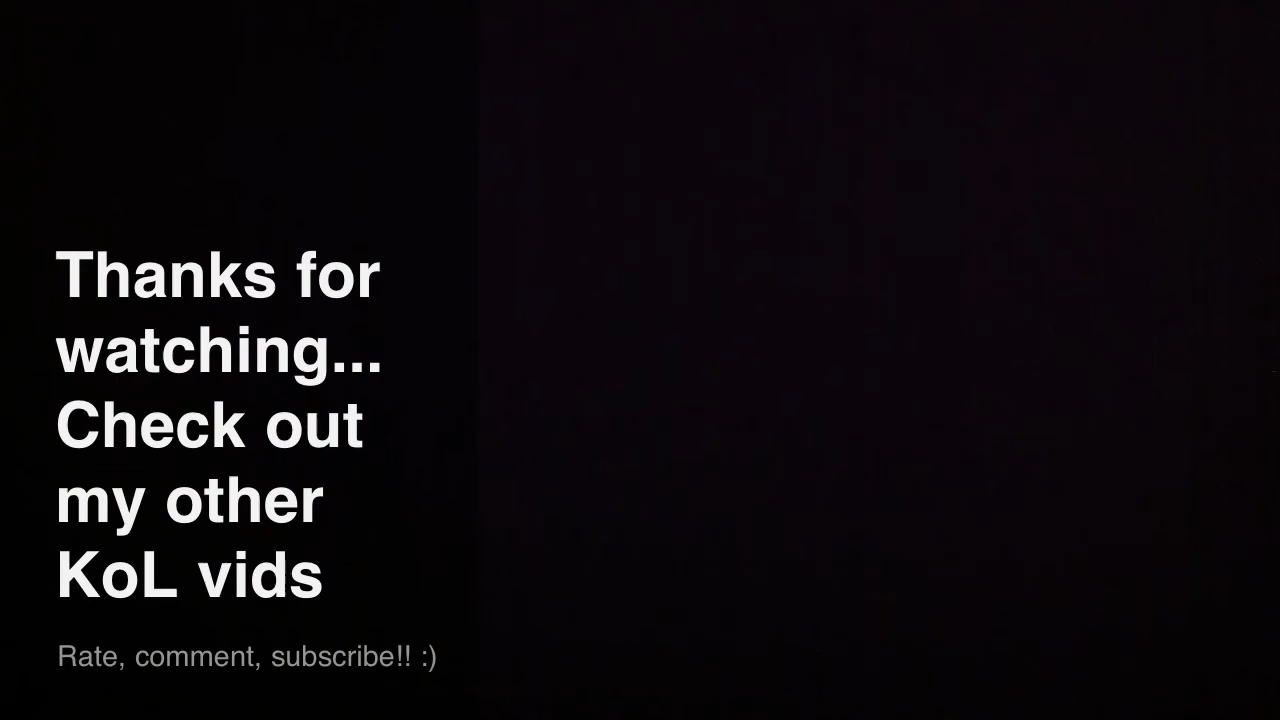 Thanks for
watching...
Check out
my other
KoL vids
Rate, comment, subscribe!! :)